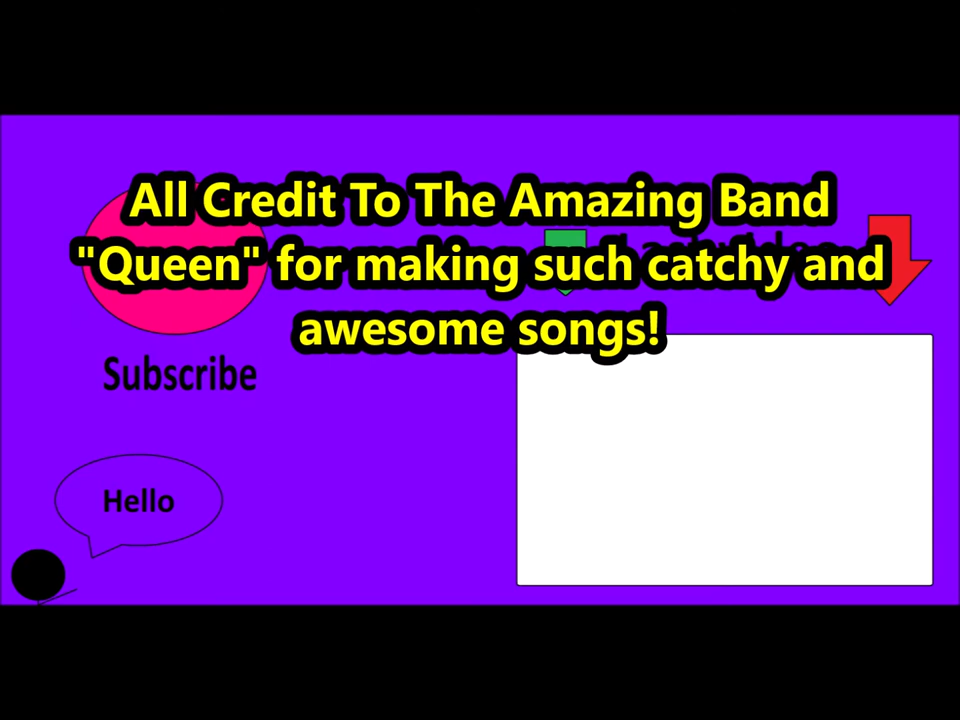 All Credit To The Amazing Band
"Queen" for making such catchy and
awesome songs!
Subscribe
Hello